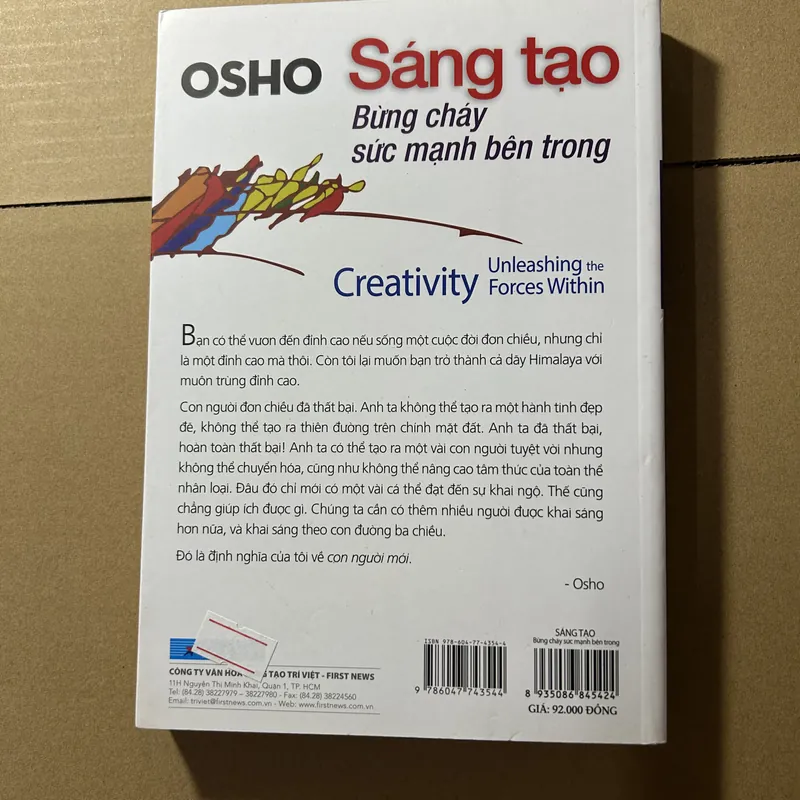 OSHO Sáng tạo
Bừng cháy
sức mạnh bên trong
Creativity Unleashing the
Forces Within
Bạn có thể vươn đến đỉnh cao nếu sống một cuộc đời đơn chiều, nhưng chỉ
là một đỉnh cao mà thôi. Còn tôi lại muốn bạn trở thành cả dãy Himalaya với
muôn trùng đỉnh cao.
Con người đơn chiều đã thất bại. Anh ta không thể tạo ra một hành tinh đẹp
đẽ, không thể tạo ra thiên đường trên chính mặt đất. Anh ta đã thất bại,
hoàn toàn thất bại! Anh ta có thể tạo ra một vài con người tuyệt vời nhưng
không thể chuyển hóa, cũng như không thể nâng cao tâm thức của toàn thể
nhân loại. Đâu đó chỉ mới có một vài cá thể đạt đến sự khai ngộ. Thế cũng
chẳng giúp ích được gì. Chúng ta cần có thêm nhiều người được khai sáng
hơn nữa, và khai sáng theo con đường ba chiều.
Đó là định nghĩa của tôi về con người mới.
- Osho
CÔNG TY VĂN HÓA TẠO TRÍ VIỆT - FIRST NEWS
11H Nguyễn Thị Minh Khai, Quận 1, TP. HCM
Tel: (84.28) 38227979 – 38227980 - Fax: (84.28) 38224560
Email: triviet@firstnews.com.vn - Web: www.firstnews.com.vn
ISBN 978-604-77-4354-4
9 786047 743544
SÁNG TẠO
Bừng cháy sức mạnh bên trong
8 935086 845424
GIÁ: 92.000 ĐỒNG